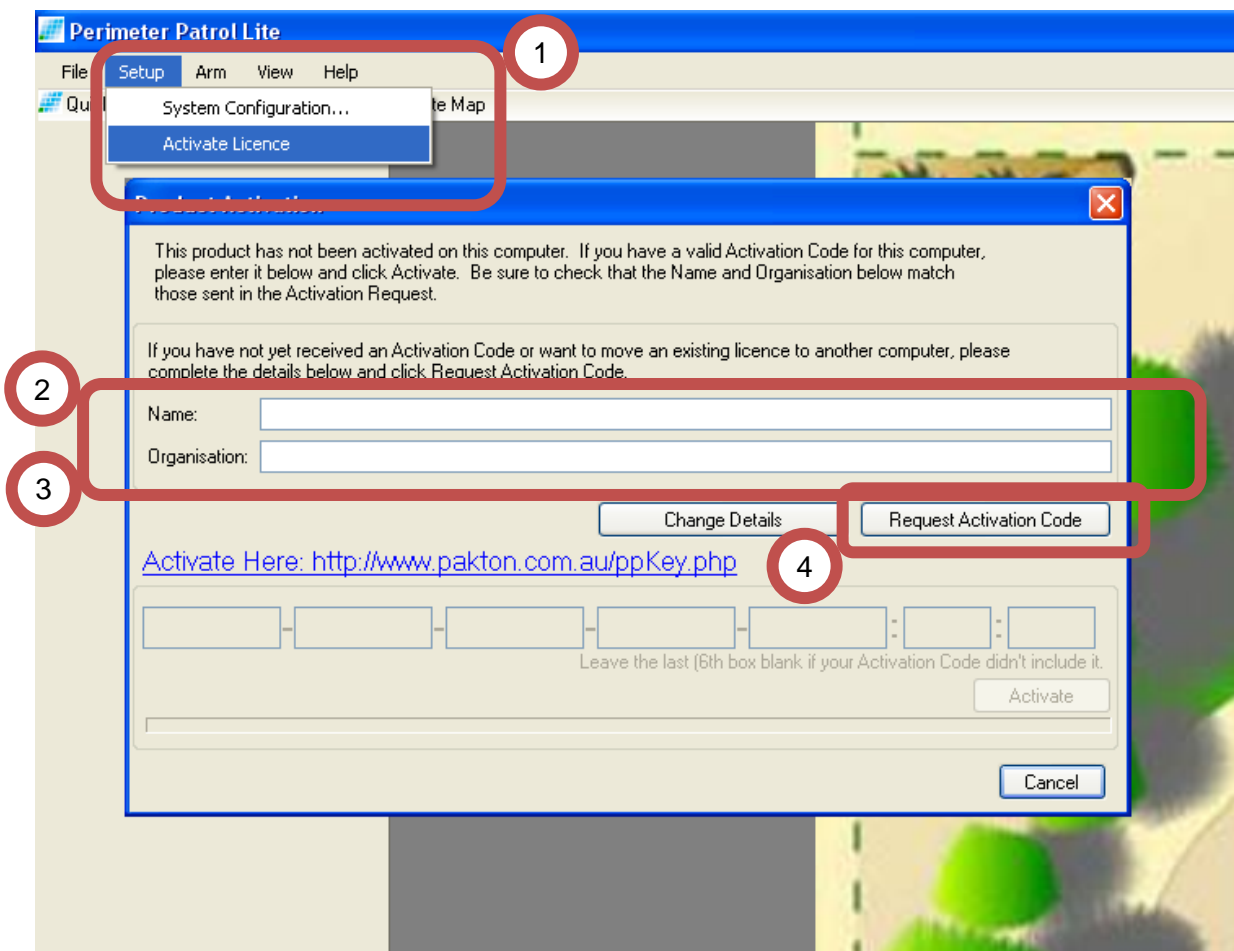 Perimeter Patrol Lite
1
File Setup Arm View Help
te Map
System Configuration...
Activate Licence
This product has not been activated on this computer. If you have a valid Activation Code for this computer,
please enter it below and click Activate. Be sure to check that the Name and Organisation below match
those sent in the Activation Request.
If you have not yet received an Activation Code or want to move an existing licence to another computer, please
complete the details below and click Request Activation Code.
2
Name:
Organisation:
3
Change Details
Request Activation Code
4
Activate Here: http://www.pakton.com.au/ppKey.php
- - - - : :
Leave the last (6th box blank if your Activation Code didn't include it.
Activate
Cancel